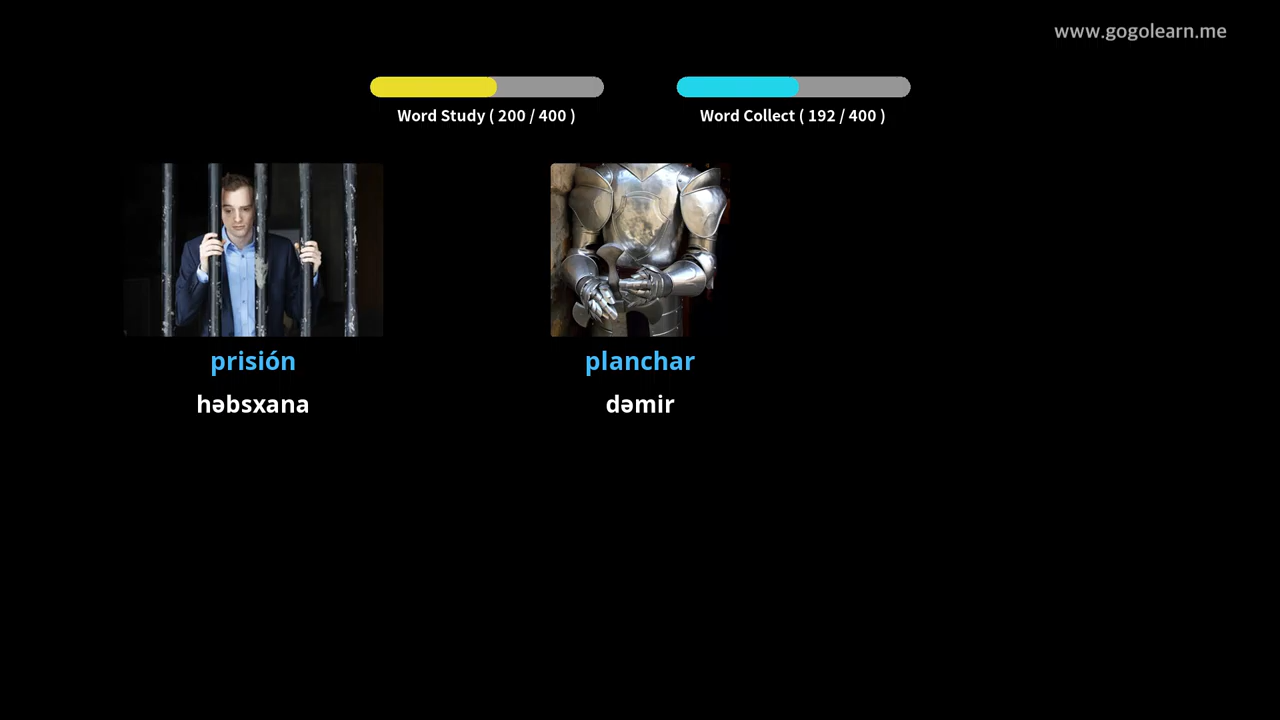 www.gogolearn.me
Word Study ( 200 / 400 )
Word Collect ( 192 / 400 )
prisión
həbsxana
planchar
dəmir